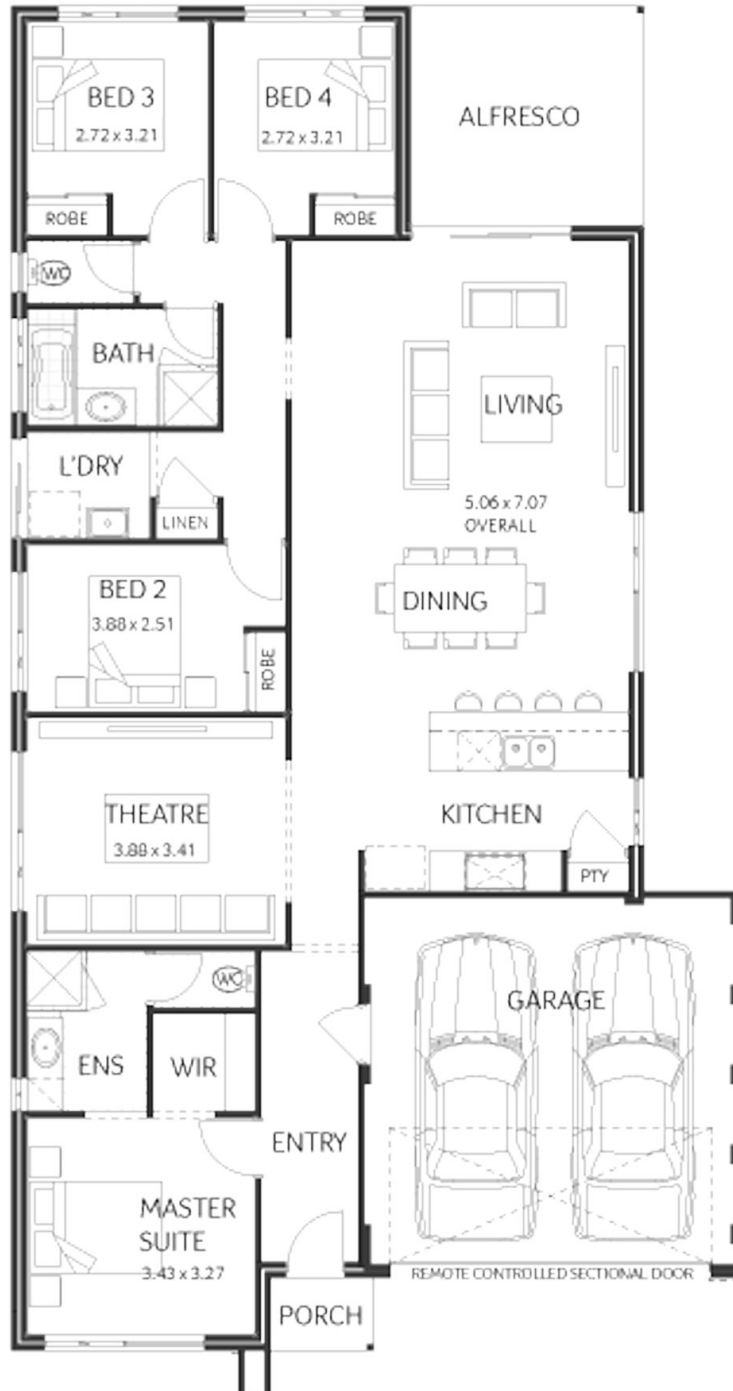 BED 3
2.72 x 3.21
BED 4
2.72 x 3.21
ALFRESCO
ROBE
ROBE
WC
BATH
LIVING
L'DRY
5.06 x 7.07
OVERALL
LINEN
BED 2
3.88 x 2.51
DINING
ROBE
THEATRE
3.88 x 3.41
KITCHEN
PTY
WC
GARAGE
ENS
WIR
ENTRY
MASTER
SUITE
3.43 x 3.27
REMOTE CONTROLLED SECTIONAL DOOR
PORCH